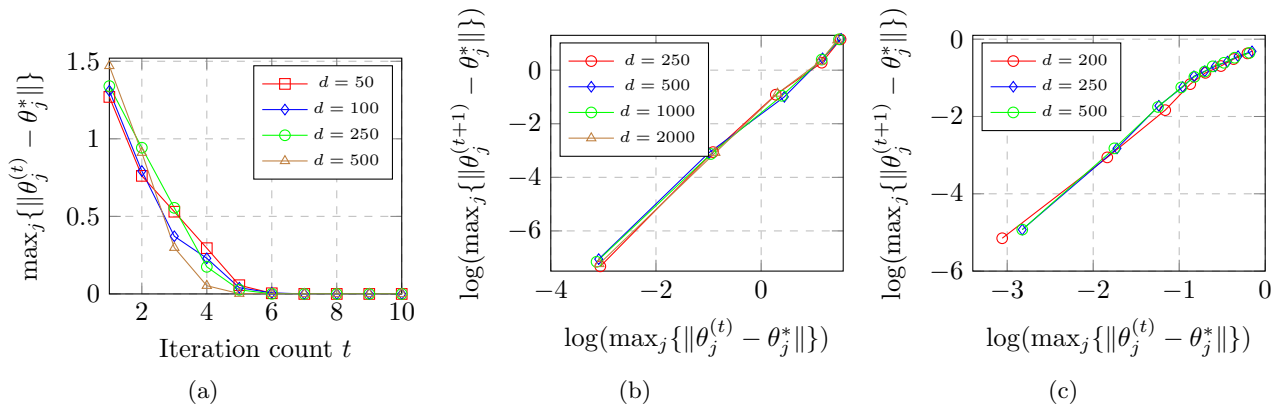 max_j{‖θ_j^(t) − θ_j^*‖}
1.5
1
0.5
0
2 4 6 8 10
Iteration count t
d = 50
d = 100
d = 250
d = 500
(a)
log(max_j{‖θ_j^(t+1) − θ_j^*‖})
0
−2
−4
−6
−4 −2 0
log(max_j{‖θ_j^(t) − θ_j^*‖})
d = 250
d = 500
d = 1000
d = 2000
(b)
log(max_j{‖θ_j^(t+1) − θ_j^*‖})
0
−2
−4
−6
−3 −2 −1 0
log(max_j{‖θ_j^(t) − θ_j^*‖})
d = 200
d = 250
d = 500
(c)